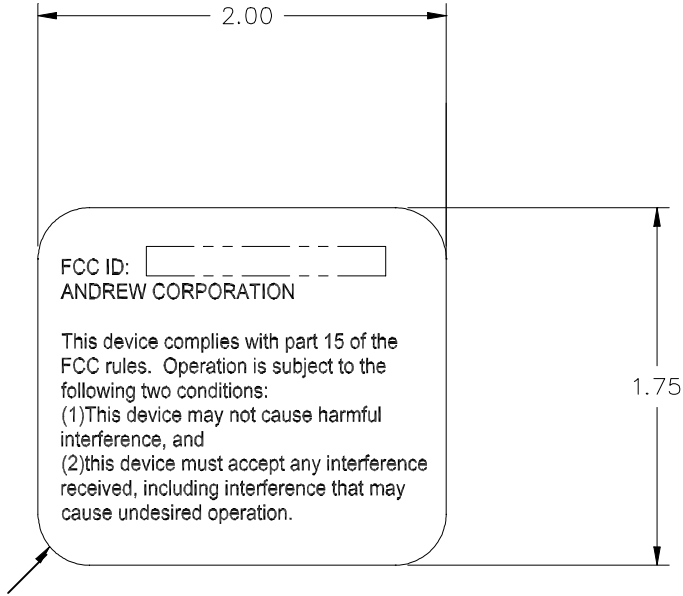 2.00
FCC ID:
ANDREW CORPORATION
This device complies with part 15 of the
FCC rules.  Operation is subject to the
following two conditions:
(1)This device may not cause harmful
interference, and
(2)this device must accept any interference
received, including interference that may
cause undesired operation.
1.75